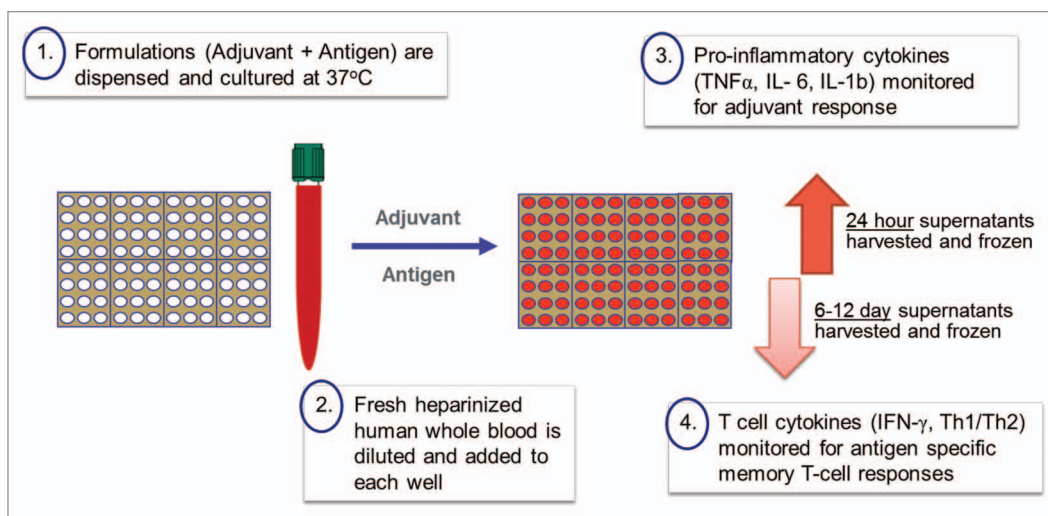 1. Formulations (Adjuvant + Antigen) are
dispensed and cultured at 37°C
Adjuvant
Antigen
2. Fresh heparinized
human whole blood is
diluted and added to
each well
3. Pro-inflammatory cytokines
(TNFα, IL- 6, IL-1b) monitored
for adjuvant response
24 hour supernatants
harvested and frozen
6-12 day supernatants
harvested and frozen
4. T cell cytokines (IFN-γ, Th1/Th2)
monitored for antigen specific
memory T-cell responses